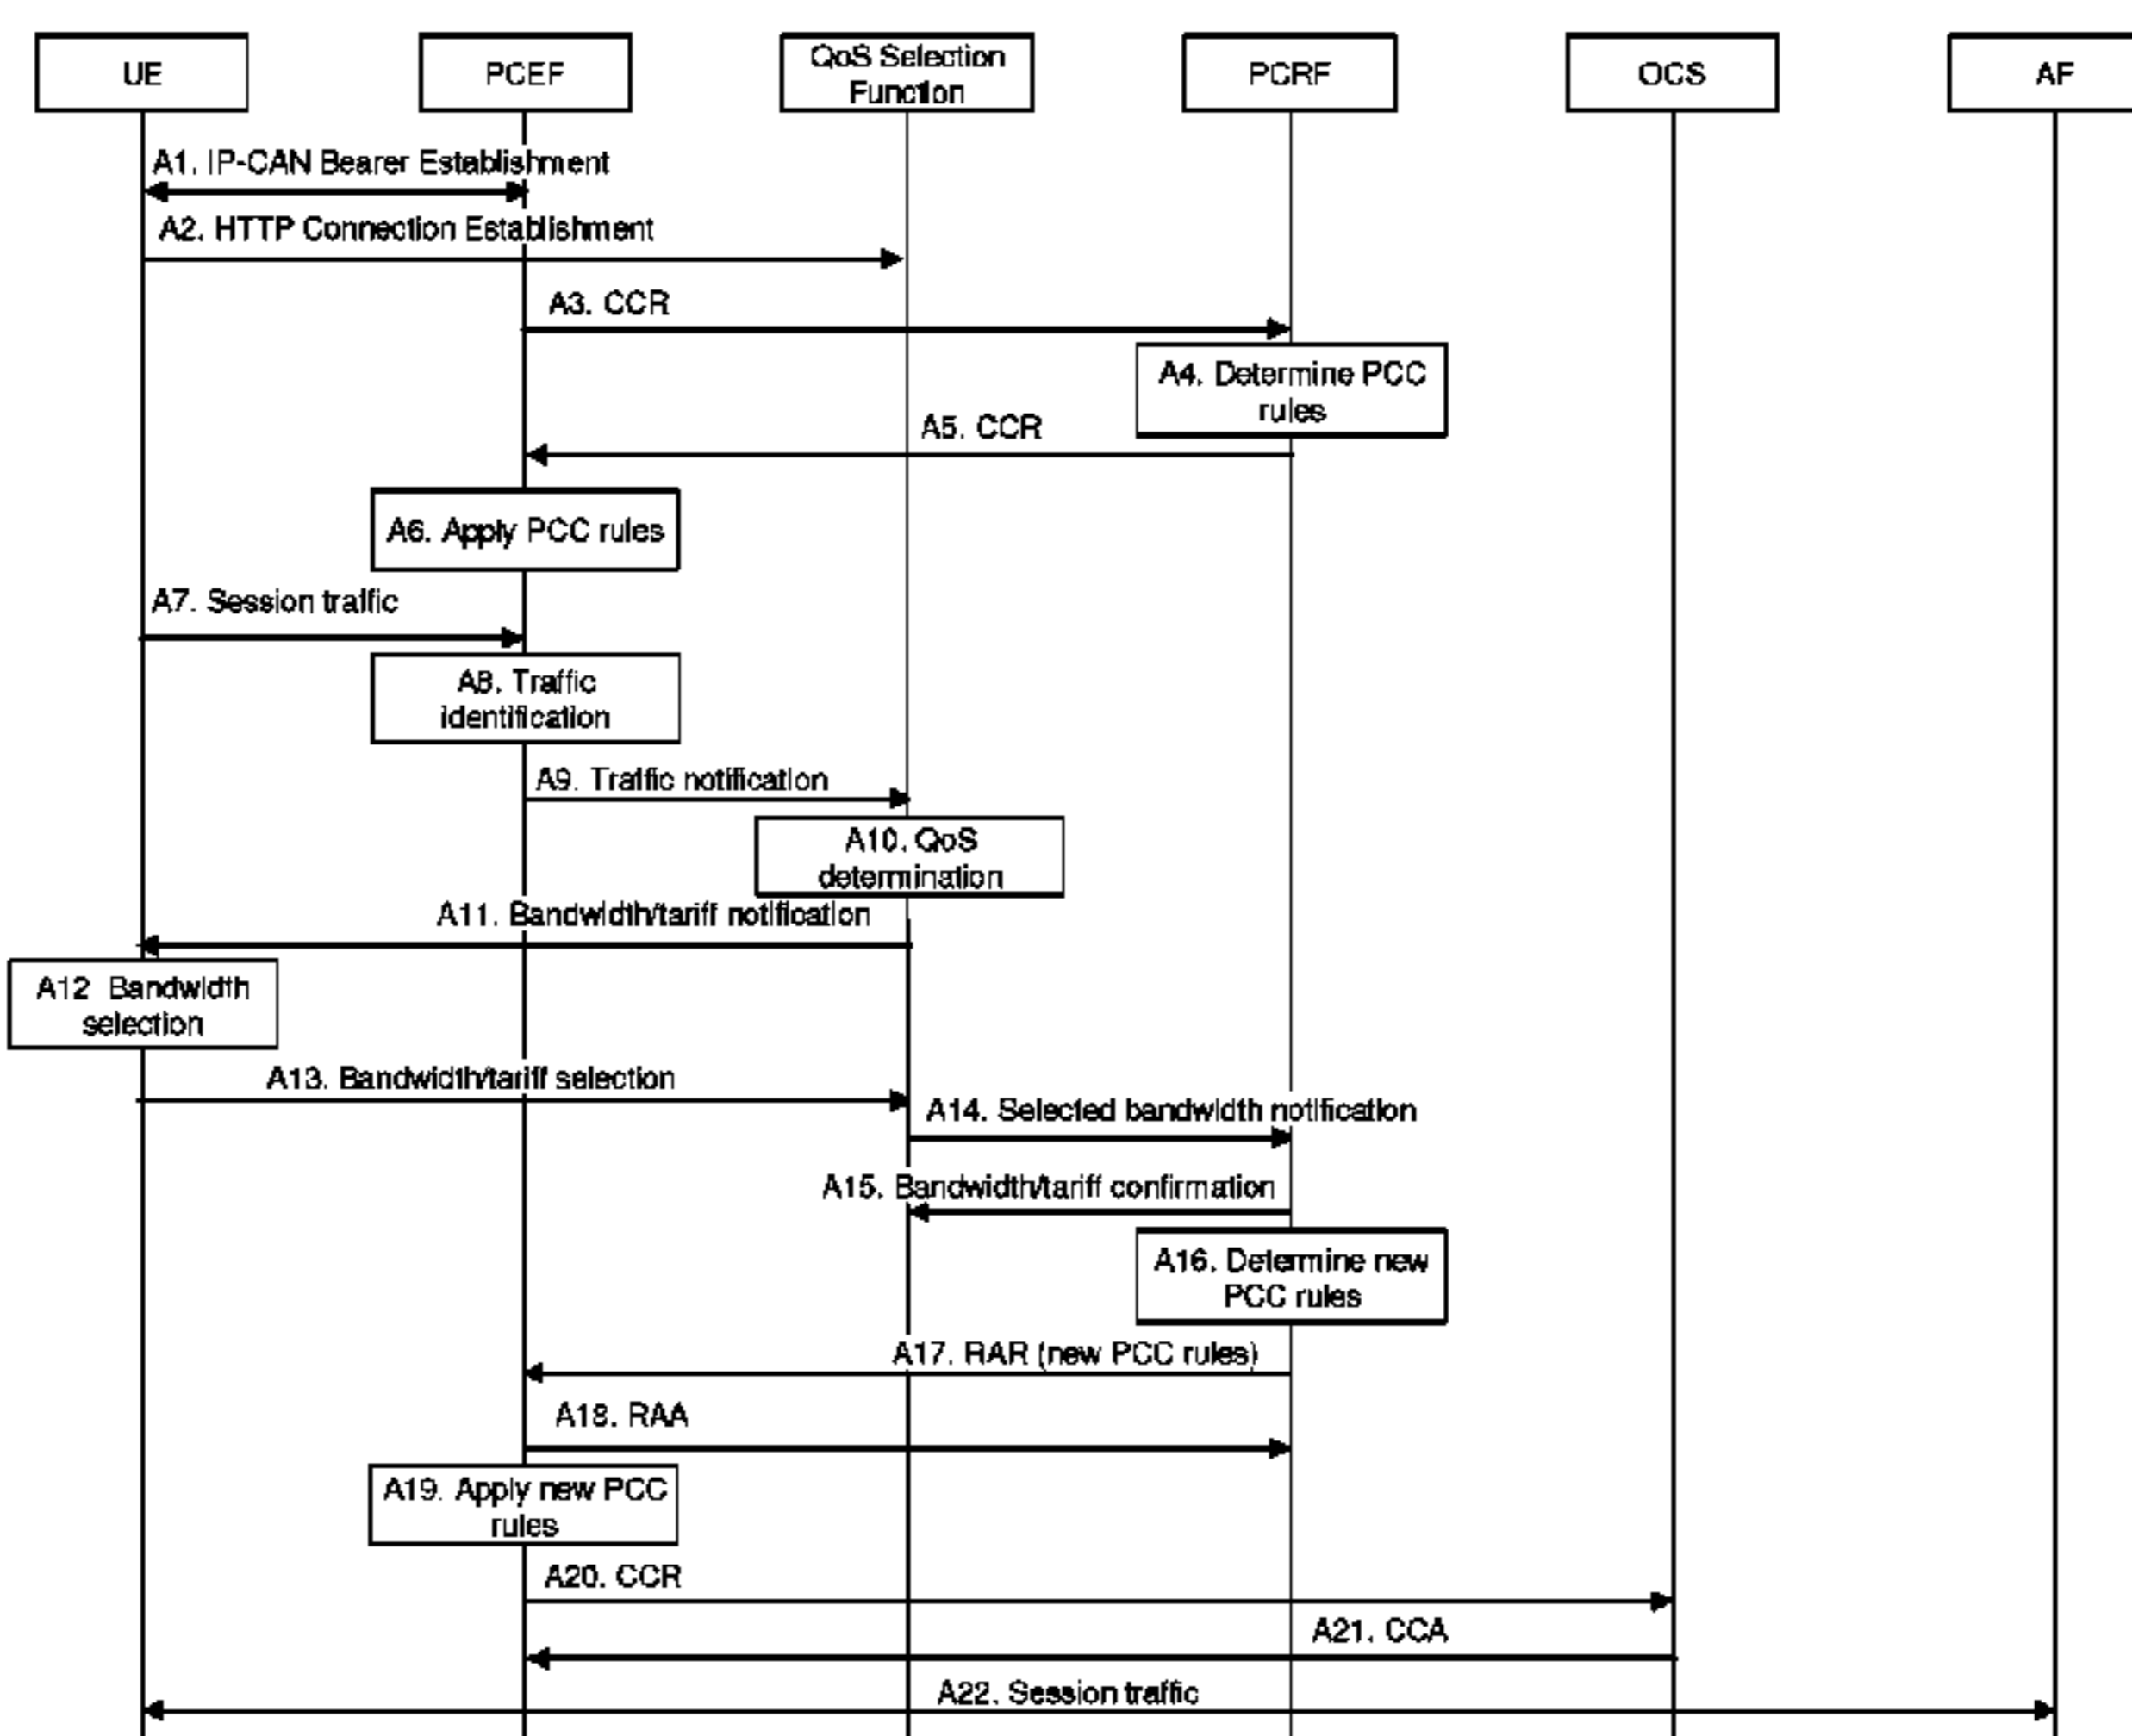 UE
PCEF
QoS Selection
Function
PCRF
OCS
AF
A1. IP-CAN Bearer Establishment
A2. HTTP Connection Establishment
A3. CCR
A4. Determine PCC
rules
A5. CCR
A6. Apply PCC rules
A7. Session traffic
A8. Traffic
identification
A9. Traffic notification
A10. QoS
determination
A11. Bandwidth/tariff notification
A12 Bandwidth
selection
A13. Bandwidth/tariff selection
A14. Selected bandwidth notification
A15. Bandwidth/tariff confirmation
A16. Determine new
PCC rules
A17. RAR (new PCC rules)
A18. RAA
A19. Apply new PCC
rules
A20. CCR
A21. CCA
A22. Session traffic